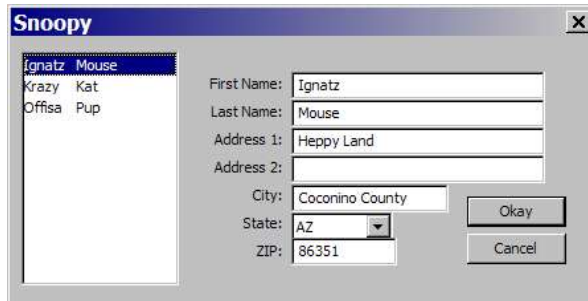 Snoopy
Ignatz Mouse
Krazy Kat
Offisa Pup
First Name: Ignatz
Last Name: Mouse
Address 1: Heppy Land
Address 2:
City: Coconino County
State: AZ
ZIP: 86351
Okay
Cancel